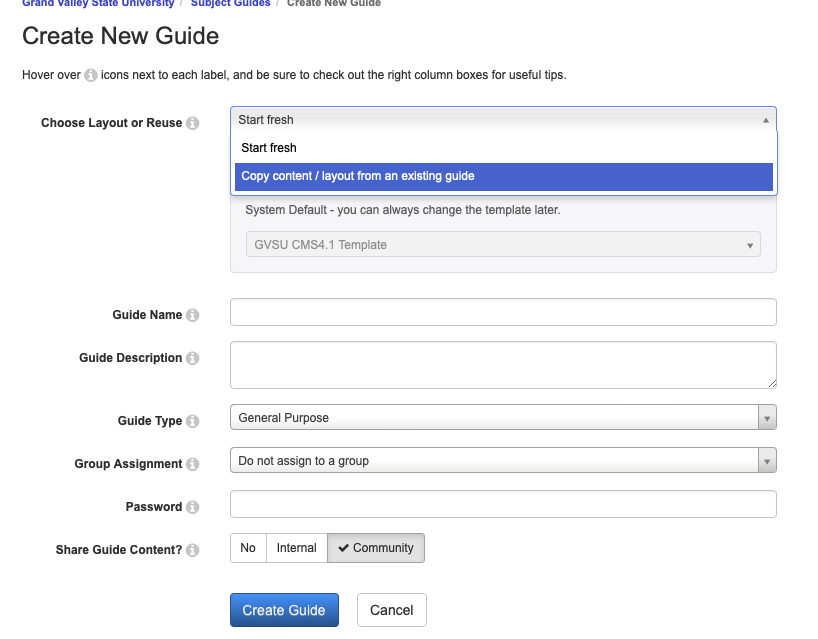 Grand Valley State University / Subject Guides / Create New Guide
Create New Guide
Hover over icons next to each label, and be sure to check out the right column boxes for useful tips.
Choose Layout or Reuse
Start fresh
Start fresh
Copy content / layout from an existing guide
System Default - you can always change the template later.
GVSU CMS4.1 Template
Guide Name
Guide Description
Guide Type
General Purpose
Group Assignment
Do not assign to a group
Password
Share Guide Content?
No Internal Community
Create Guide Cancel